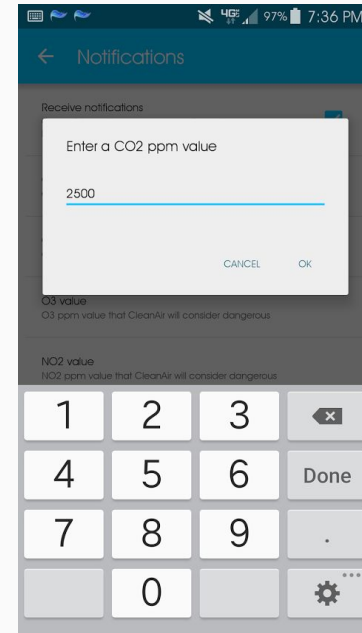 4G 97% 7:36 PM
Notifications
Receive notifications
Enter a CO2 ppm value
2500
CANCEL OK
O3 value
O3 ppm value that CleanAir will consider dangerous
NO2 value
NO2 ppm value that CleanAir will consider dangerous
1 2 3
4 5 6 Done
7 8 9 .
0